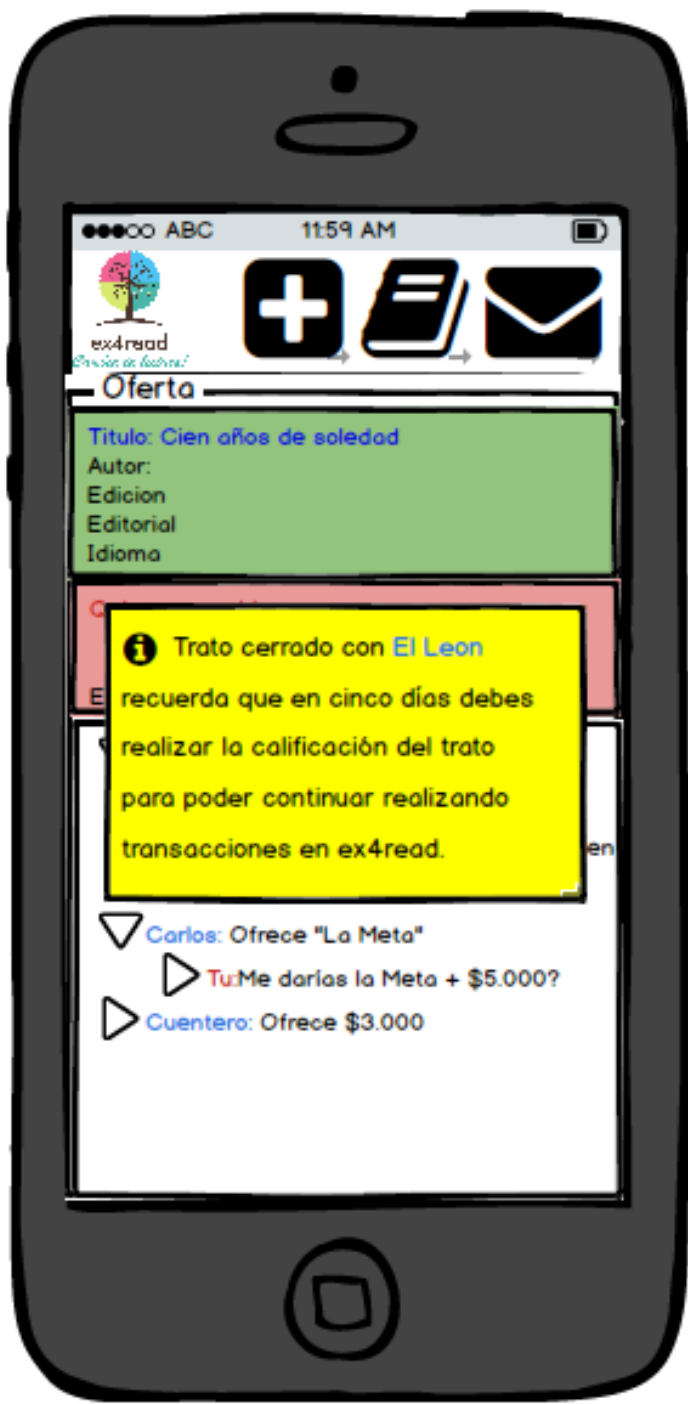 ABC 11:59 AM
ex4read
Oferta
Titulo: Cien años de soledad
Autor:
Edicion
Editorial
Idioma
Trato cerrado con El Leon
recuerda que en cinco días debes
realizar la calificación del trato
para poder continuar realizando
transacciones en ex4read.
en
Carlos: Ofrece "La Meta"
Tu:Me darías la Meta + $5.000?
Cuentero: Ofrece $3.000